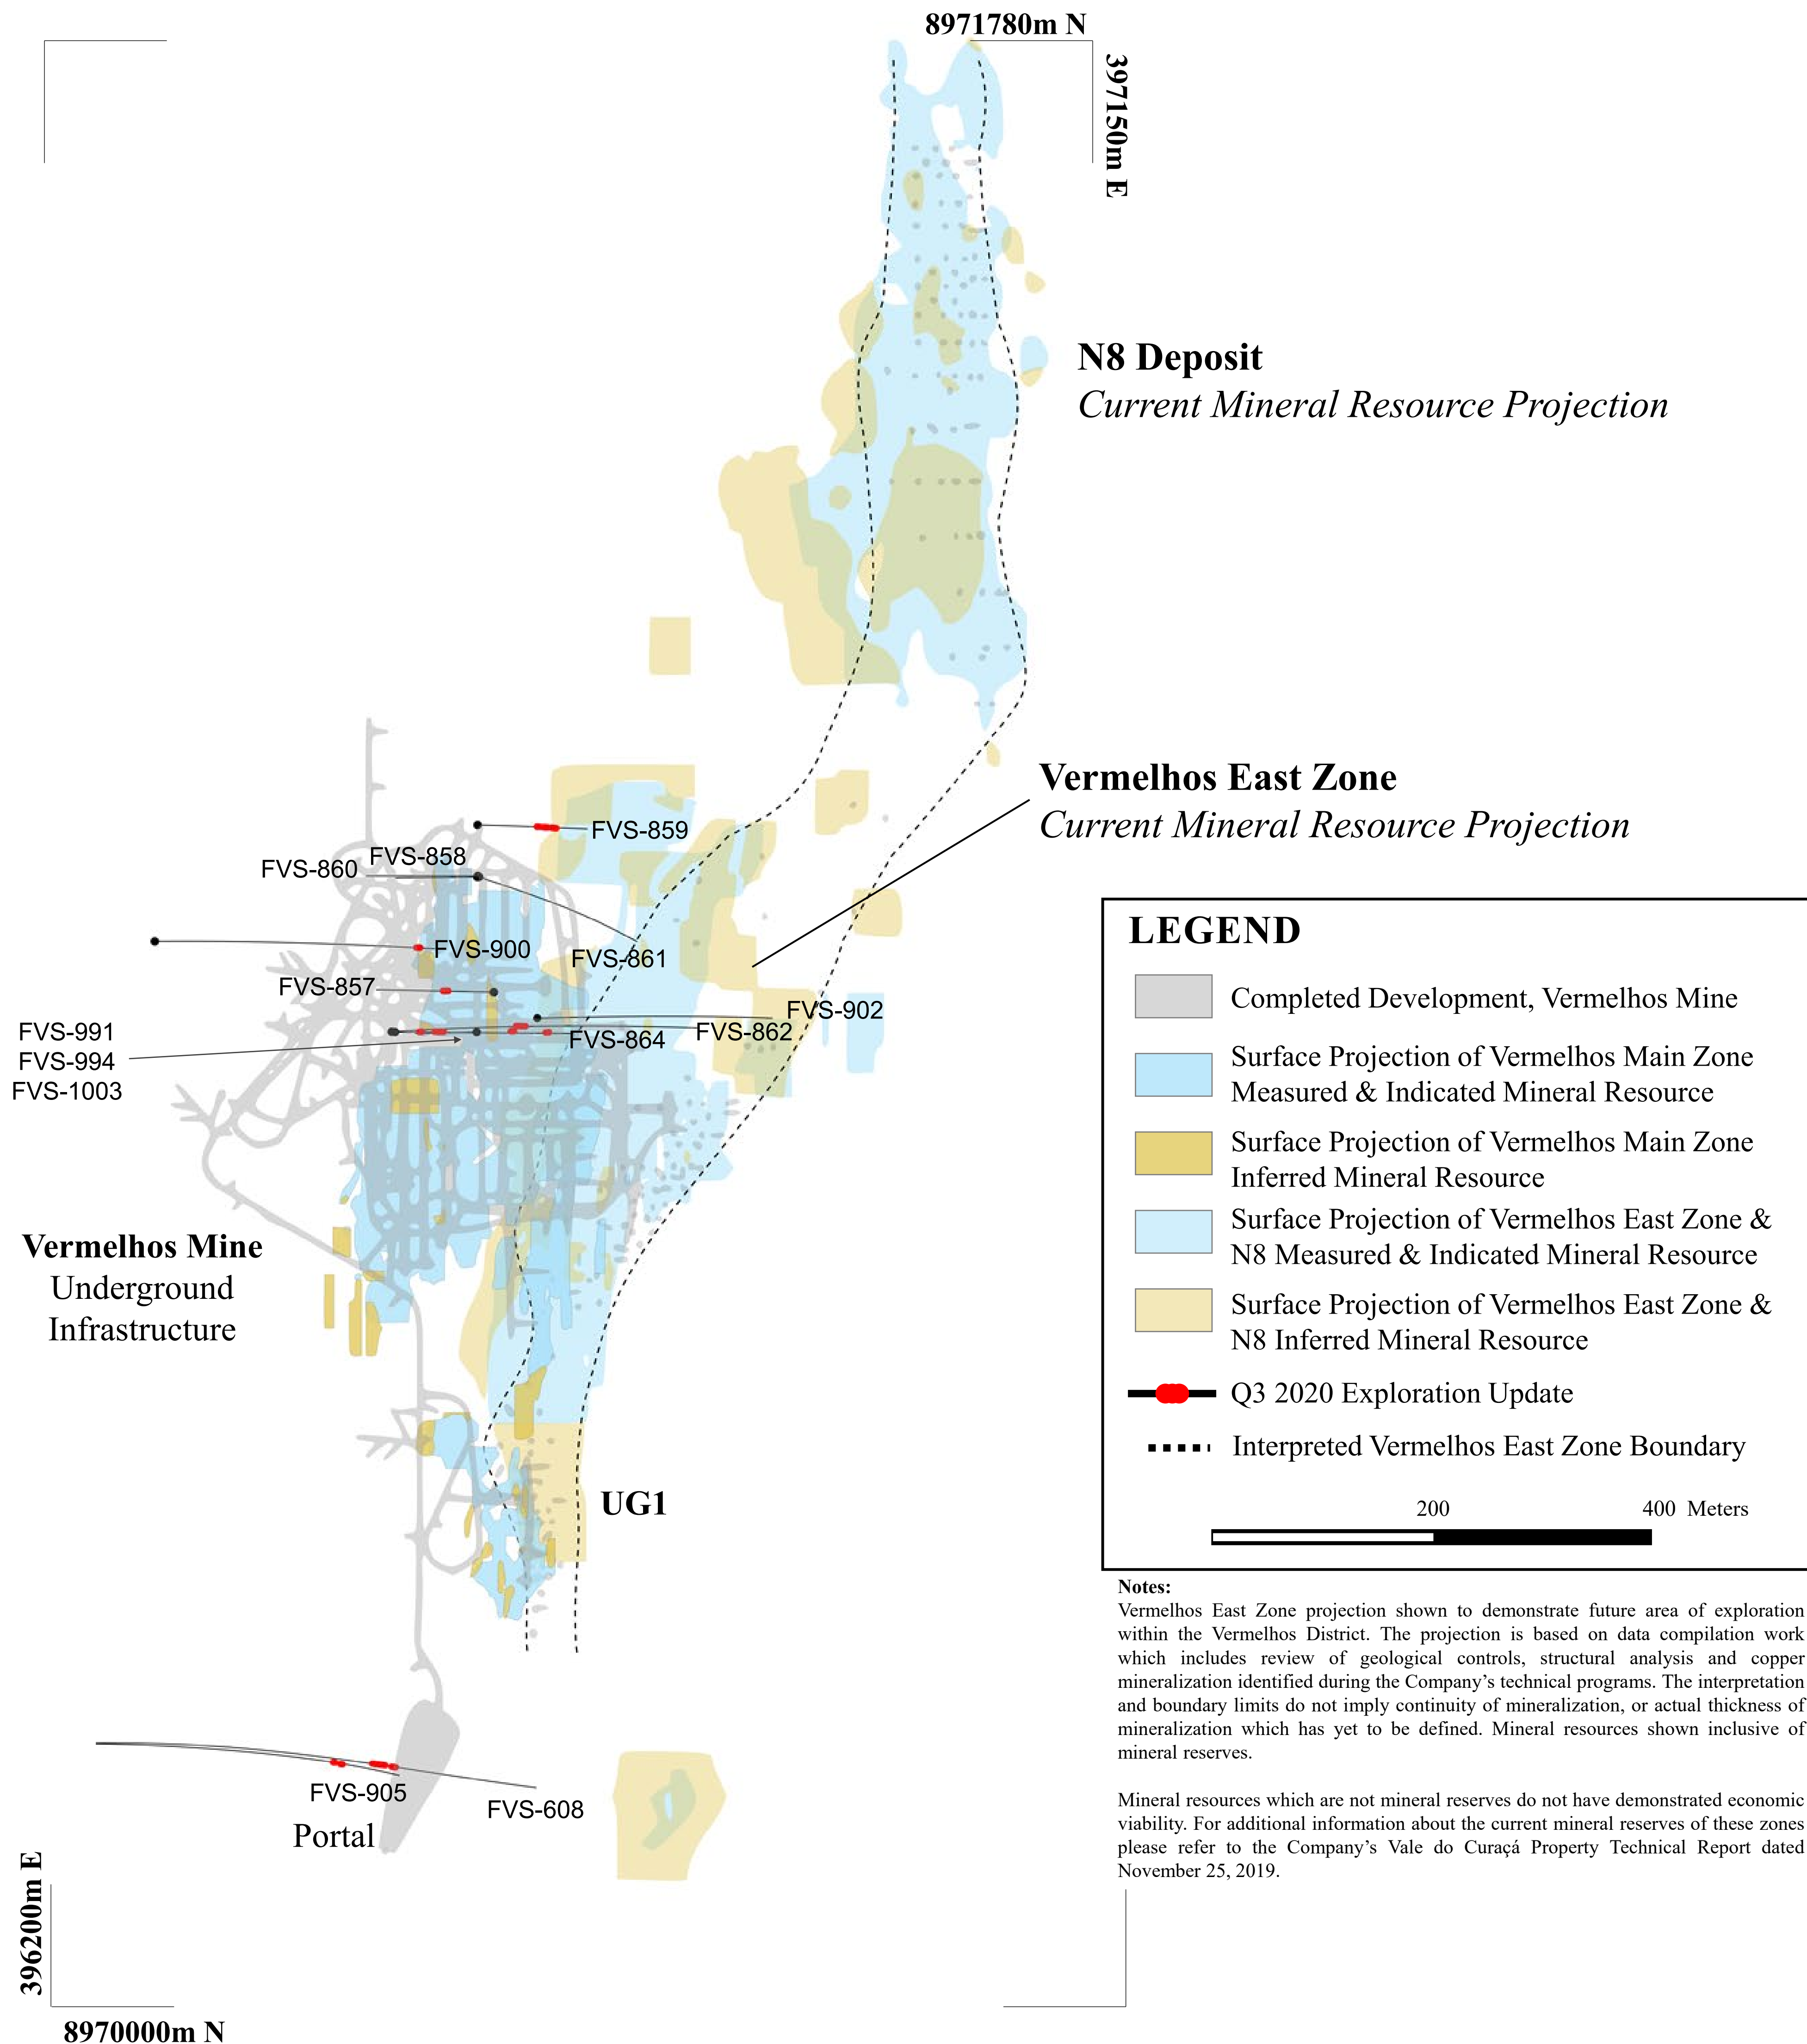 8971780m N
397150m E
N8 Deposit
Current Mineral Resource Projection
Vermelhos East Zone
Current Mineral Resource Projection
FVS-859
FVS-858
FVS-860
FVS-900
FVS-861
FVS-857
FVS-902
FVS-862
FVS-864
FVS-991
FVS-994
FVS-1003
Vermelhos Mine
Underground
Infrastructure
UG1
FVS-905
FVS-608
Portal
396200m E
8970000m N
LEGEND
Completed Development, Vermelhos Mine
Surface Projection of Vermelhos Main Zone
Measured & Indicated Mineral Resource
Surface Projection of Vermelhos Main Zone
Inferred Mineral Resource
Surface Projection of Vermelhos East Zone &
N8 Measured & Indicated Mineral Resource
Surface Projection of Vermelhos East Zone &
N8 Inferred Mineral Resource
Q3 2020 Exploration Update
Interpreted Vermelhos East Zone Boundary
200 400 Meters
Notes:
Vermelhos East Zone projection shown to demonstrate future area of exploration
within the Vermelhos District. The projection is based on data compilation work
which includes review of geological controls, structural analysis and copper
mineralization identified during the Company's technical programs. The interpretation
and boundary limits do not imply continuity of mineralization, or actual thickness of
mineralization which has yet to be defined. Mineral resources shown inclusive of
mineral reserves.
Mineral resources which are not mineral reserves do not have demonstrated economic
viability. For additional information about the current mineral reserves of these zones
please refer to the Company's Vale do Curaçá Property Technical Report dated
November 25, 2019.